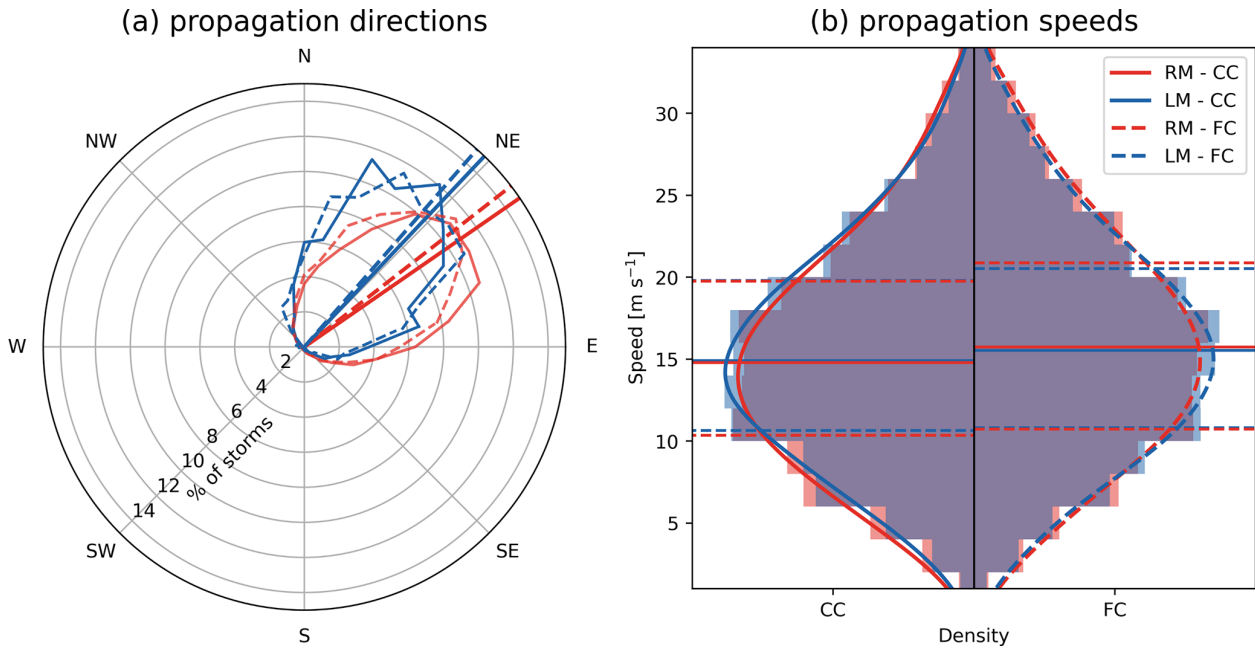 (a) propagation directions
N
NW
NE
W
E
2
4
6
8
10
12
14
% of storms
SW
SE
S
(b) propagation speeds
RM - CC
LM - CC
RM - FC
LM - FC
30
25
20
15
10
5
Speed [m s⁻¹]
CC
FC
Density